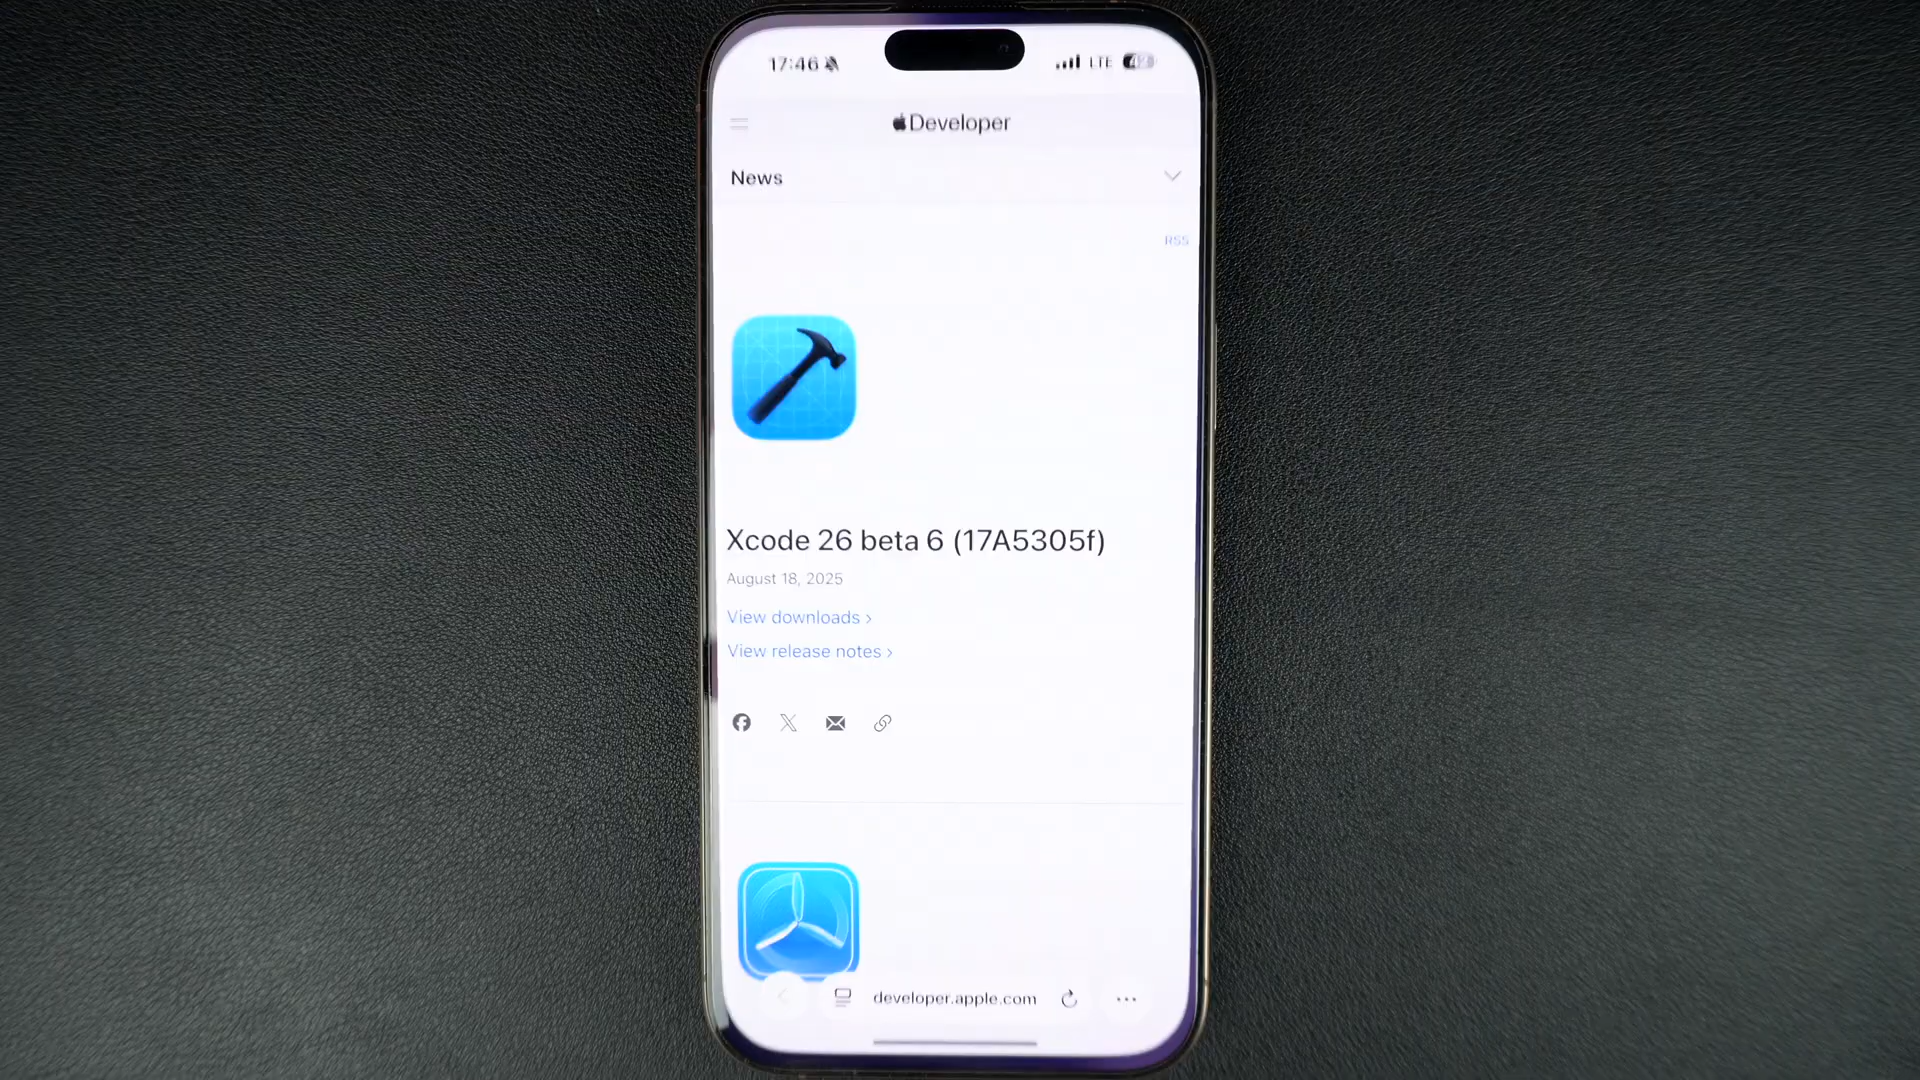 17:46 LTE 42
Developer
News
RSS
Xcode 26 beta 6 (17A5305f)
August 18, 2025
View downloads ›
View release notes ›
developer.apple.com